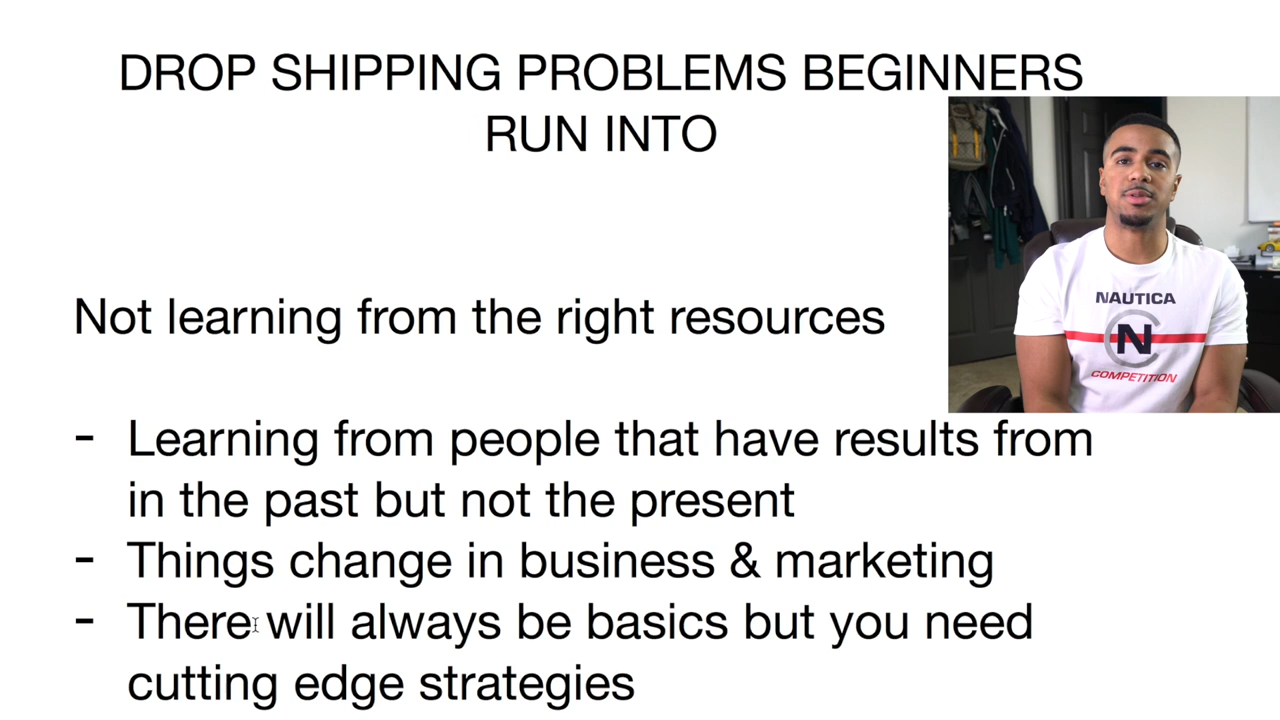 DROP SHIPPING PROBLEMS BEGINNERS
RUN INTO
NAUTICA
N
COMPETITION
Not learning from the right resources
- Learning from people that have results from
in the past but not the present
- Things change in business & marketing
- There will always be basics but you need
cutting edge strategies